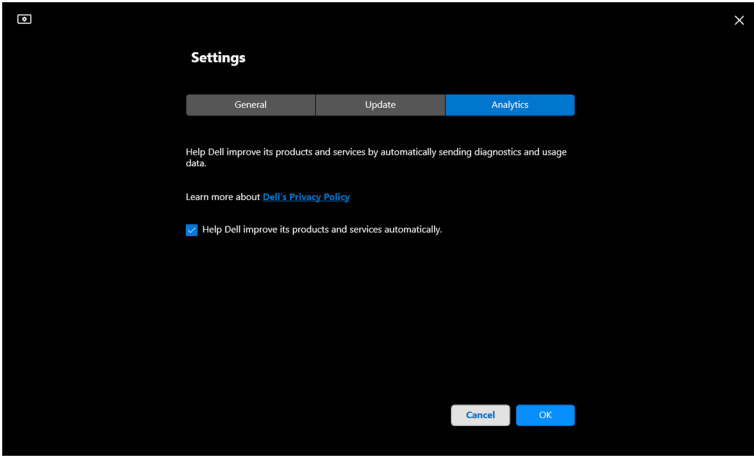 Settings
General Update Analytics
Help Dell improve its products and services by automatically sending diagnostics and usage
data.
Learn more about Dell's Privacy Policy
Help Dell improve its products and services automatically.
Cancel OK